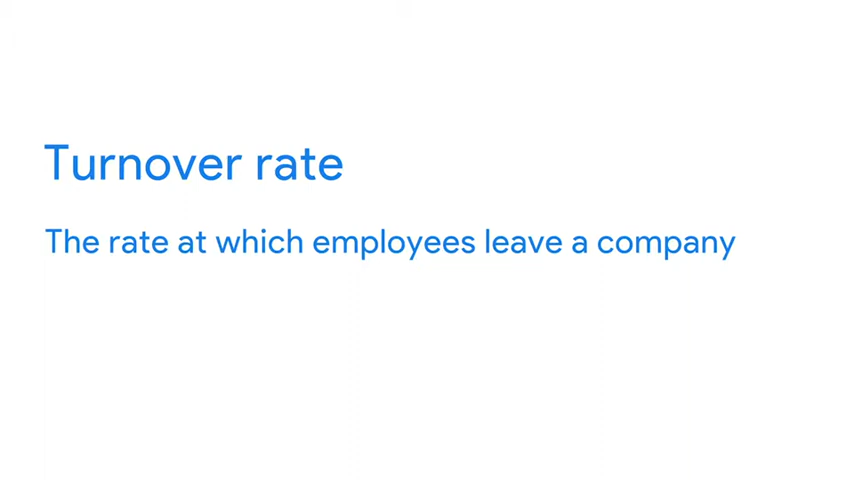 Turnover rate
The rate at which employees leave a company